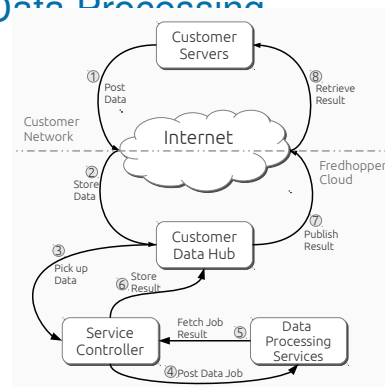 Data Processing
Customer
Servers
①
Post
Data
⑧
Retrieve
Result
Customer
Network
Internet
Fredhopper
Cloud
②
Store
Data
⑦
Publish
Result
Customer
Data Hub
③
Pick up
Data
⑥
Store
Result
Service
Controller
Fetch Job
Result
⑤
Data
Processing
Services
④Post Data Job